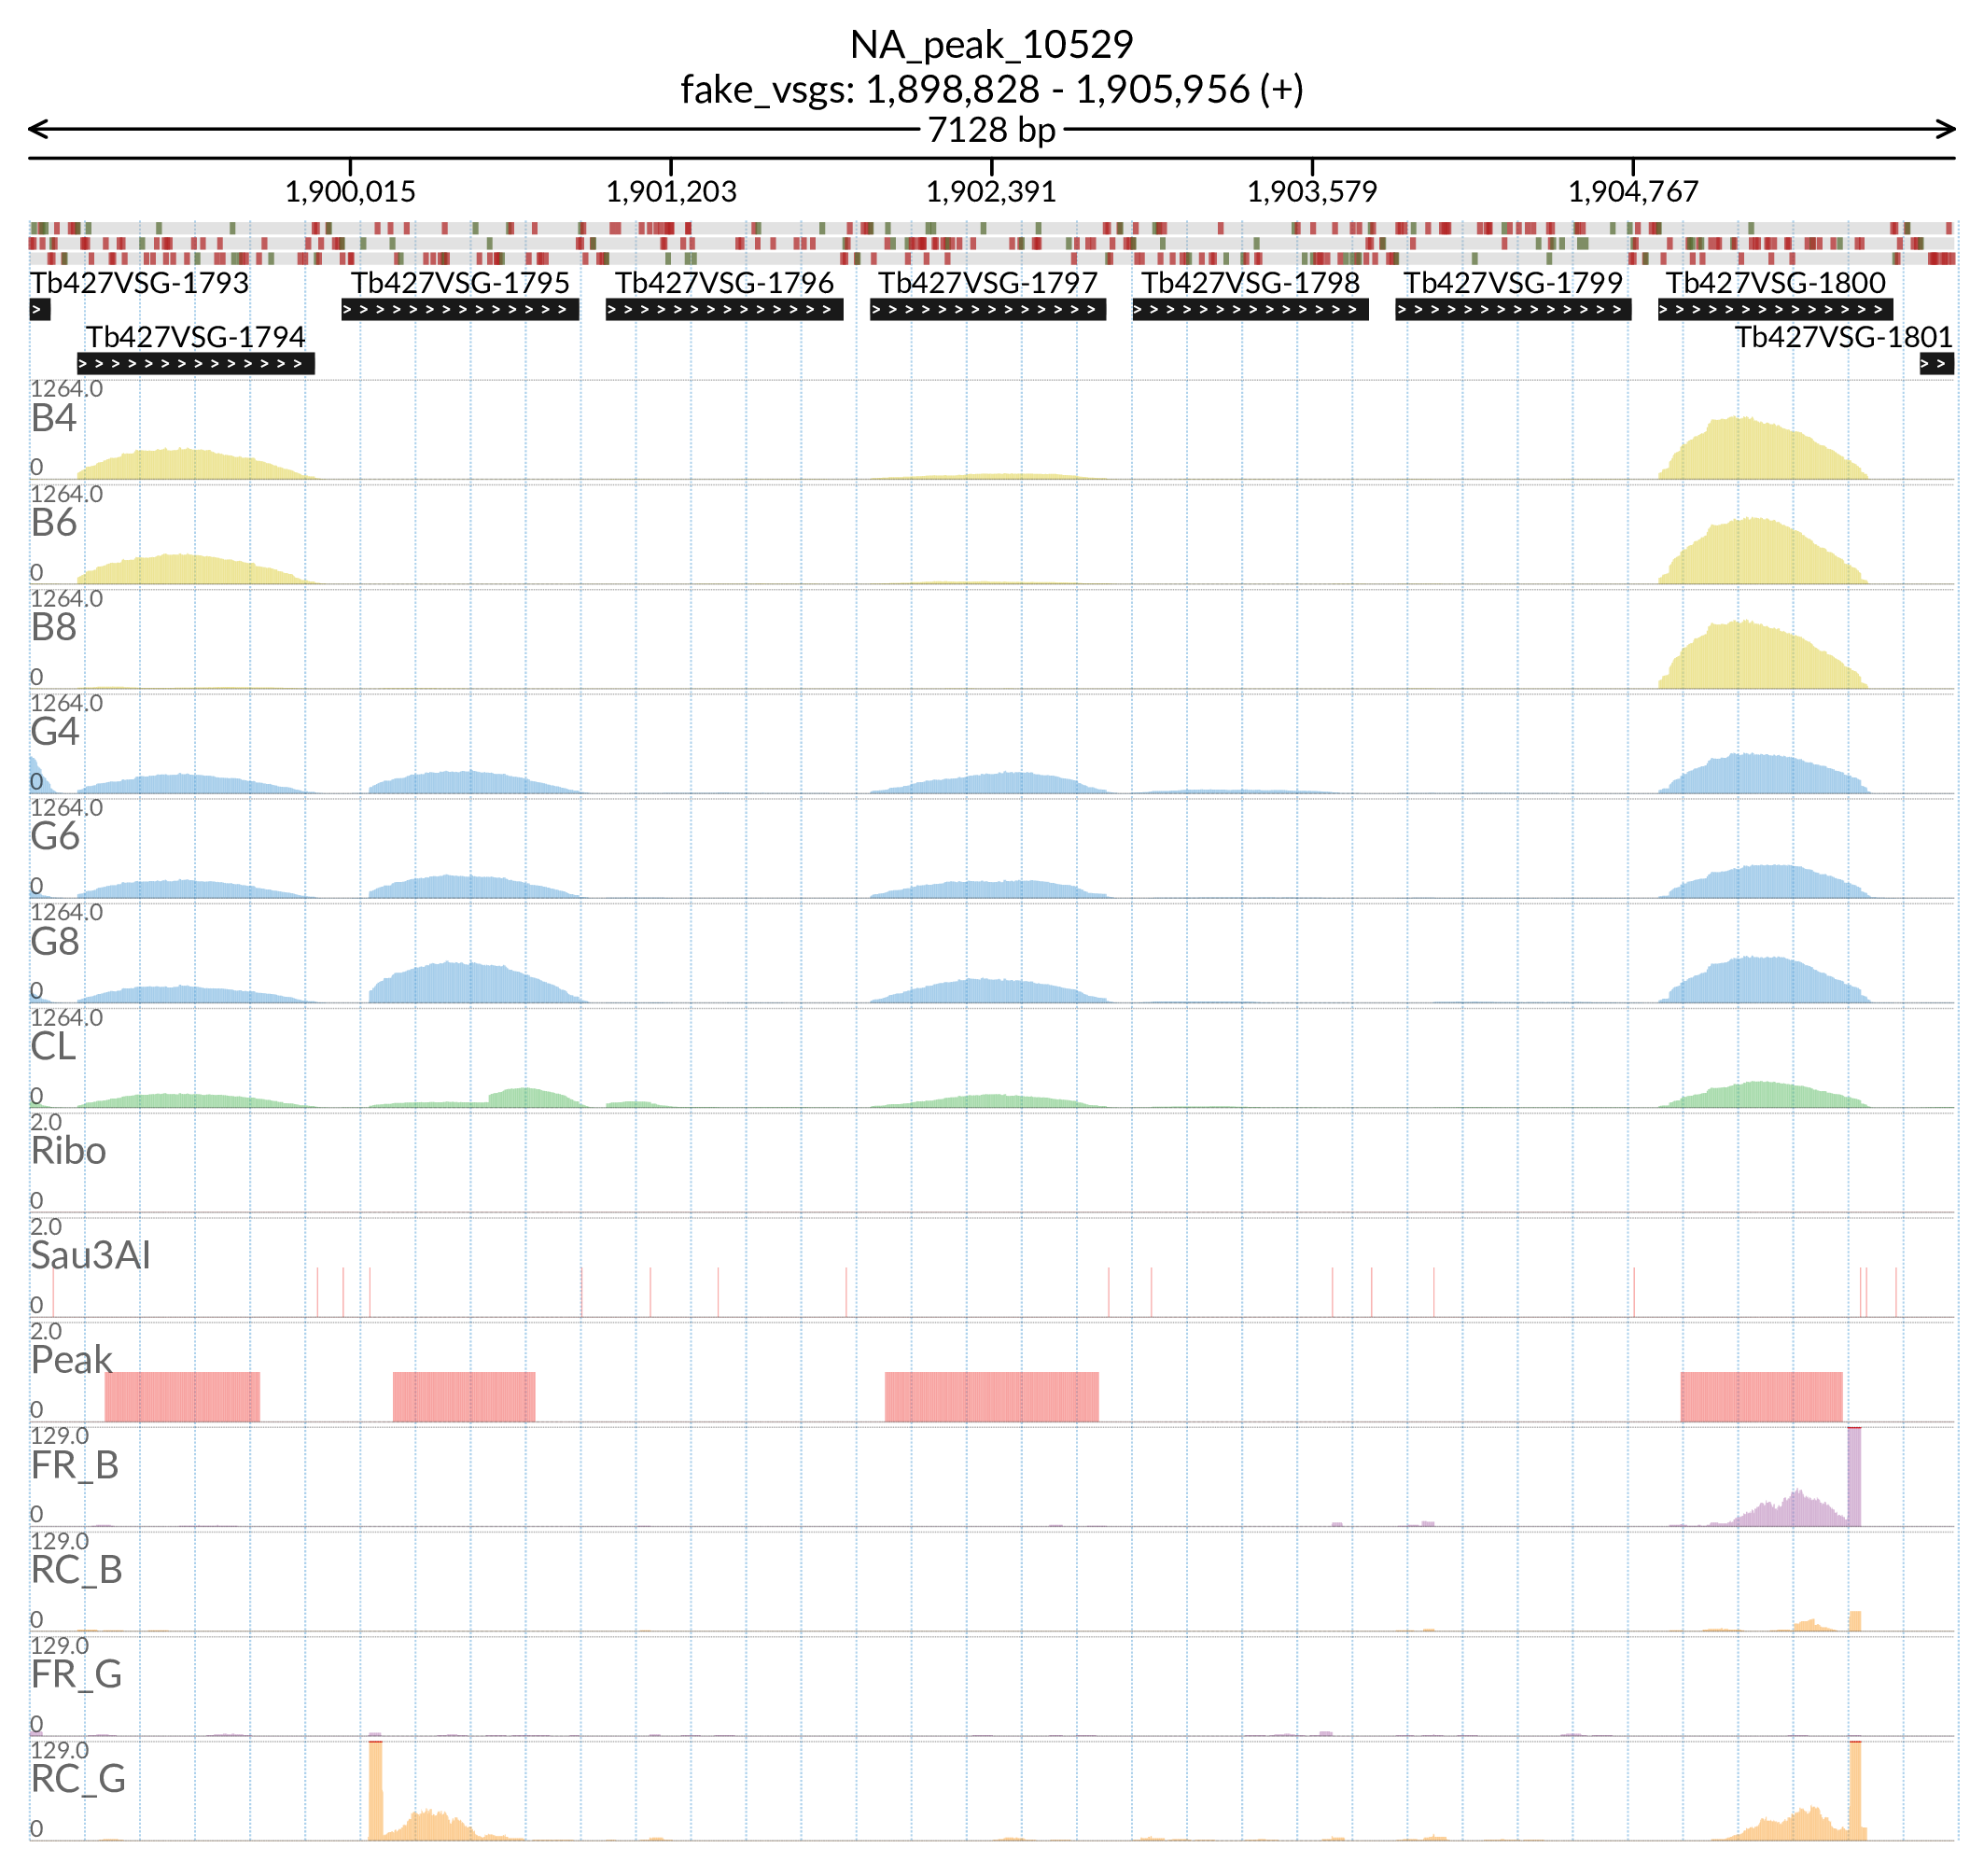 NA_peak_10529
fake_vsgs: 1,898,828 - 1,905,956 (+)
7128 bp
1,900,015 1,901,203 1,902,391 1,903,579 1,904,767
Tb427VSG-1793 Tb427VSG-1795 Tb427VSG-1796 Tb427VSG-1797 Tb427VSG-1798 Tb427VSG-1799 Tb427VSG-1800
Tb427VSG-1794 Tb427VSG-1801
1264.0
B4
0
1264.0
B6
0
1264.0
B8
0
1264.0
G4
0
1264.0
G6
0
1264.0
G8
0
1264.0
CL
0
2.0
Ribo
0
2.0
Sau3AI
0
2.0
Peak
0
129.0
FR_B
0
129.0
RC_B
0
129.0
FR_G
0
129.0
RC_G
0